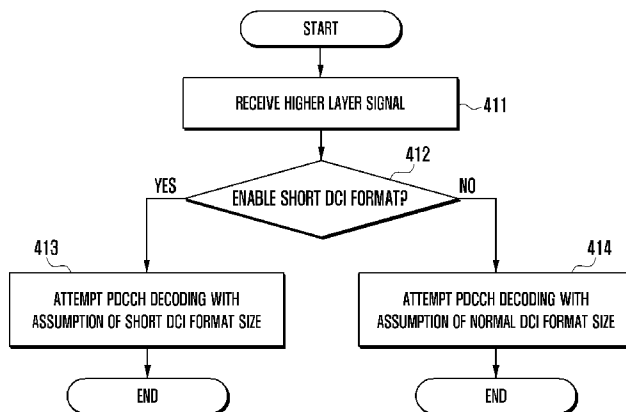 START
RECEIVE HIGHER LAYER SIGNAL
411
412
YES
ENABLE SHORT DCI FORMAT?
NO
413
414
ATTEMPT PDCCH DECODING WITH
ASSUMPTION OF SHORT DCI FORMAT SIZE
ATTEMPT PDCCH DECODING WITH
ASSUMPTION OF NORMAL DCI FORMAT SIZE
END
END